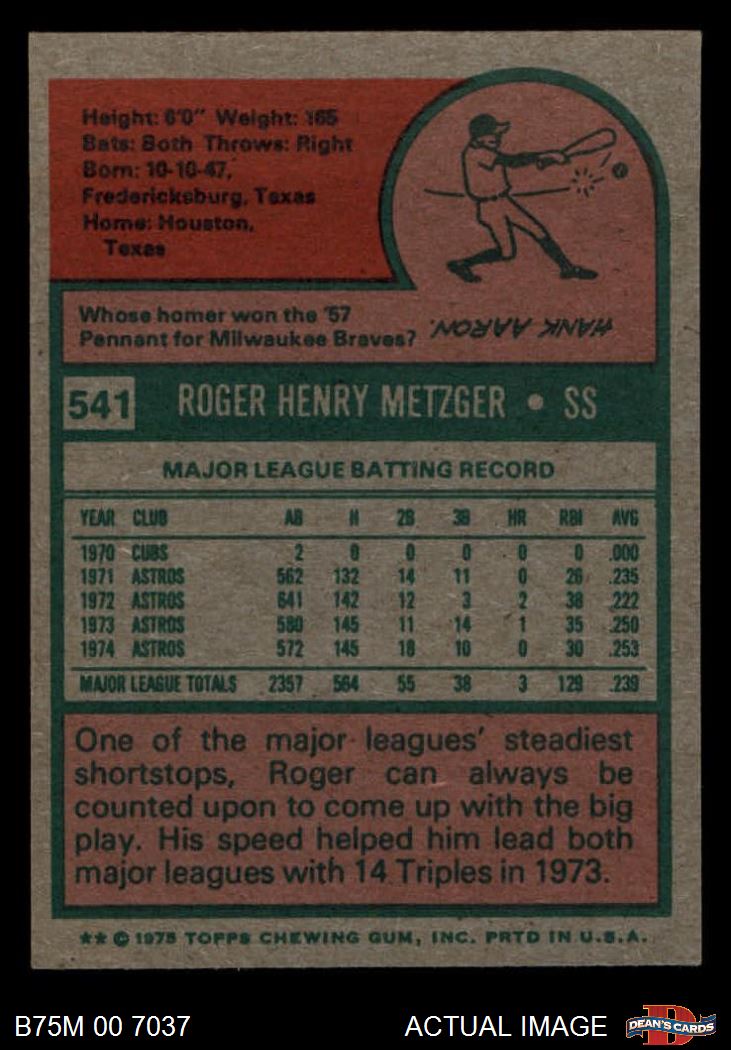 Height: 6'0" Weight: 165
Bats: Both Throws: Right
Born: 10-10-47,
Fredericksburg, Texas
Home: Houston,
Texas
Whose homer won the '57
Pennant for Milwaukee Braves?
HANK AARON.
541 ROGER HENRY METZGER • SS
MAJOR LEAGUE BATTING RECORD
YEAR CLUB AB H 2B 3B HR RBI AVG
1970 CUBS 2 0 0 0 0 0 .000
1971 ASTROS 562 132 14 11 0 26 .235
1972 ASTROS 641 142 12 3 2 38 .222
1973 ASTROS 580 145 11 14 1 35 .250
1974 ASTROS 572 145 18 10 0 30 .253
MAJOR LEAGUE TOTALS 2357 564 55 38 3 129 .239
One of the major leagues' steadiest
shortstops, Roger can always be
counted upon to come up with the big
play. His speed helped him lead both
major leagues with 14 Triples in 1973.
** © 1975 TOPPS CHEWING GUM, INC. PRTD IN U.S.A.
B75M 00 7037 ACTUAL IMAGE DEAN'S CARDS